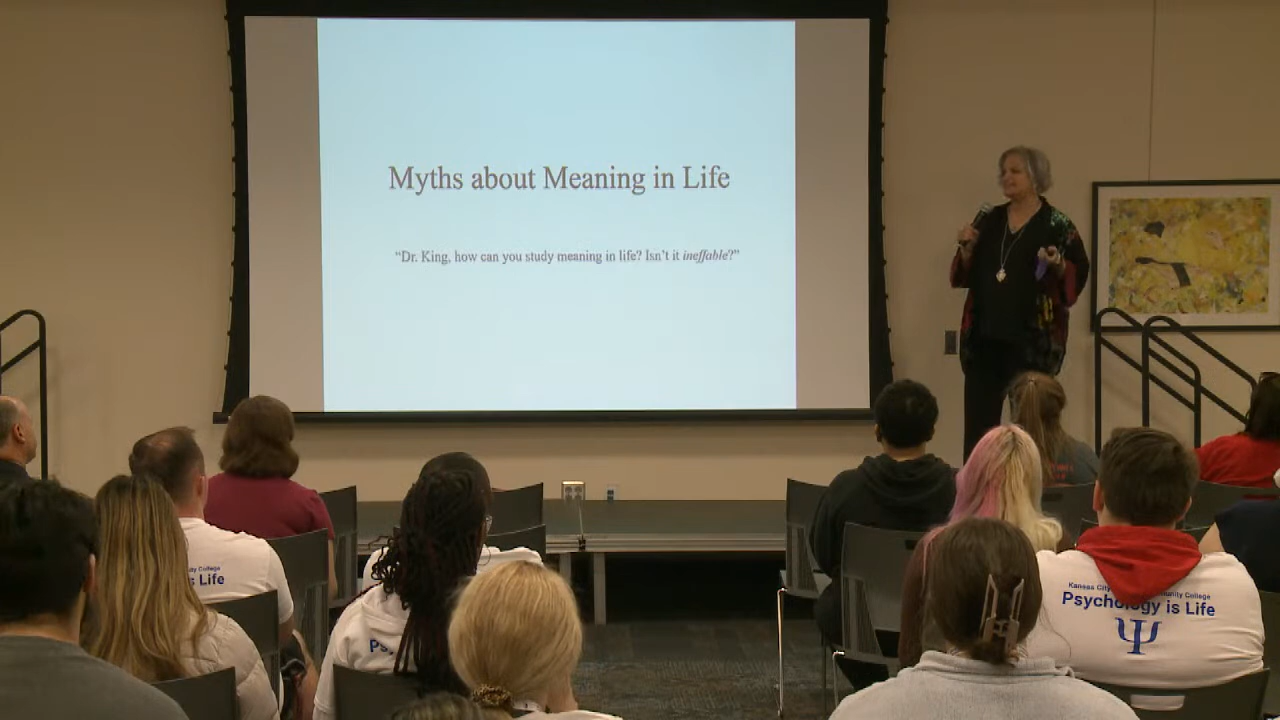 Myths about Meaning in Life
“Dr. King, how can you study meaning in life? Isn’t it ineffable?”
Life
Kansas City College
Psychology is Life
Ψ